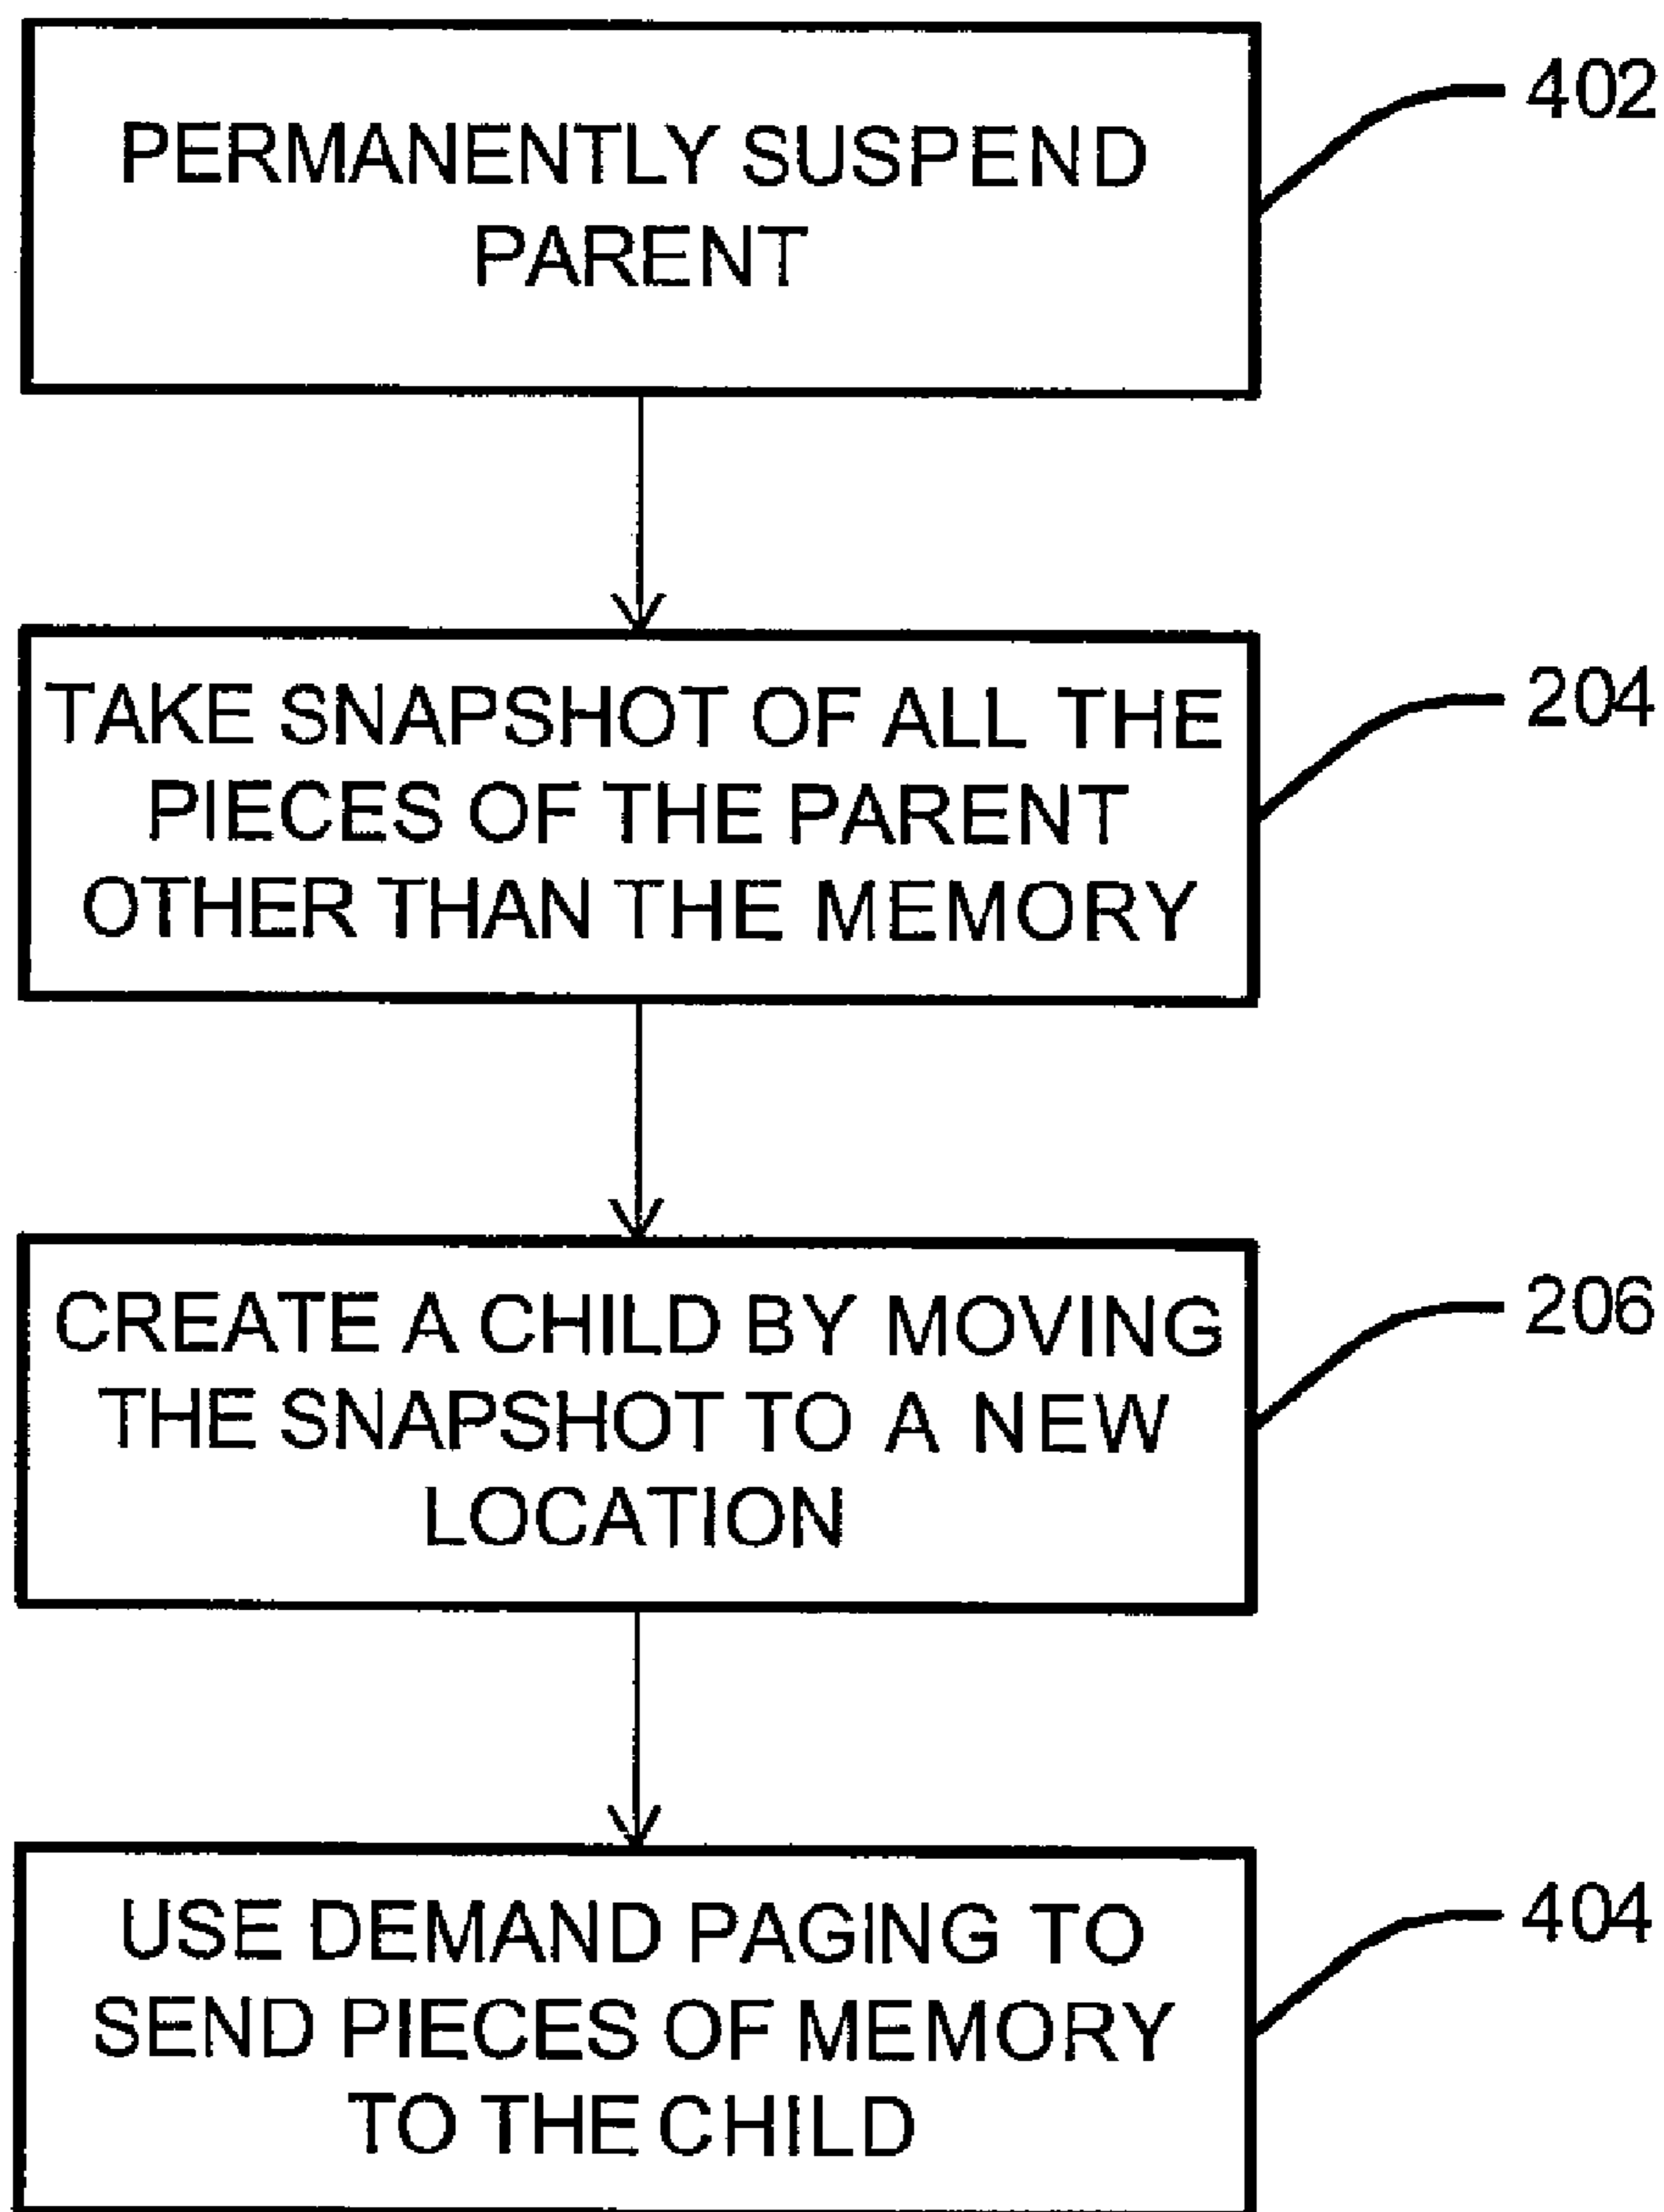 PERMANENTLY SUSPEND
PARENT
402
TAKE SNAPSHOT OF ALL THE
PIECES OF THE PARENT
OTHER THAN THE MEMORY
204
CREATE A CHILD BY MOVING
THE SNAPSHOT TO A NEW
LOCATION
206
USE DEMAND PAGING TO
SEND PIECES OF MEMORY
TO THE CHILD
404